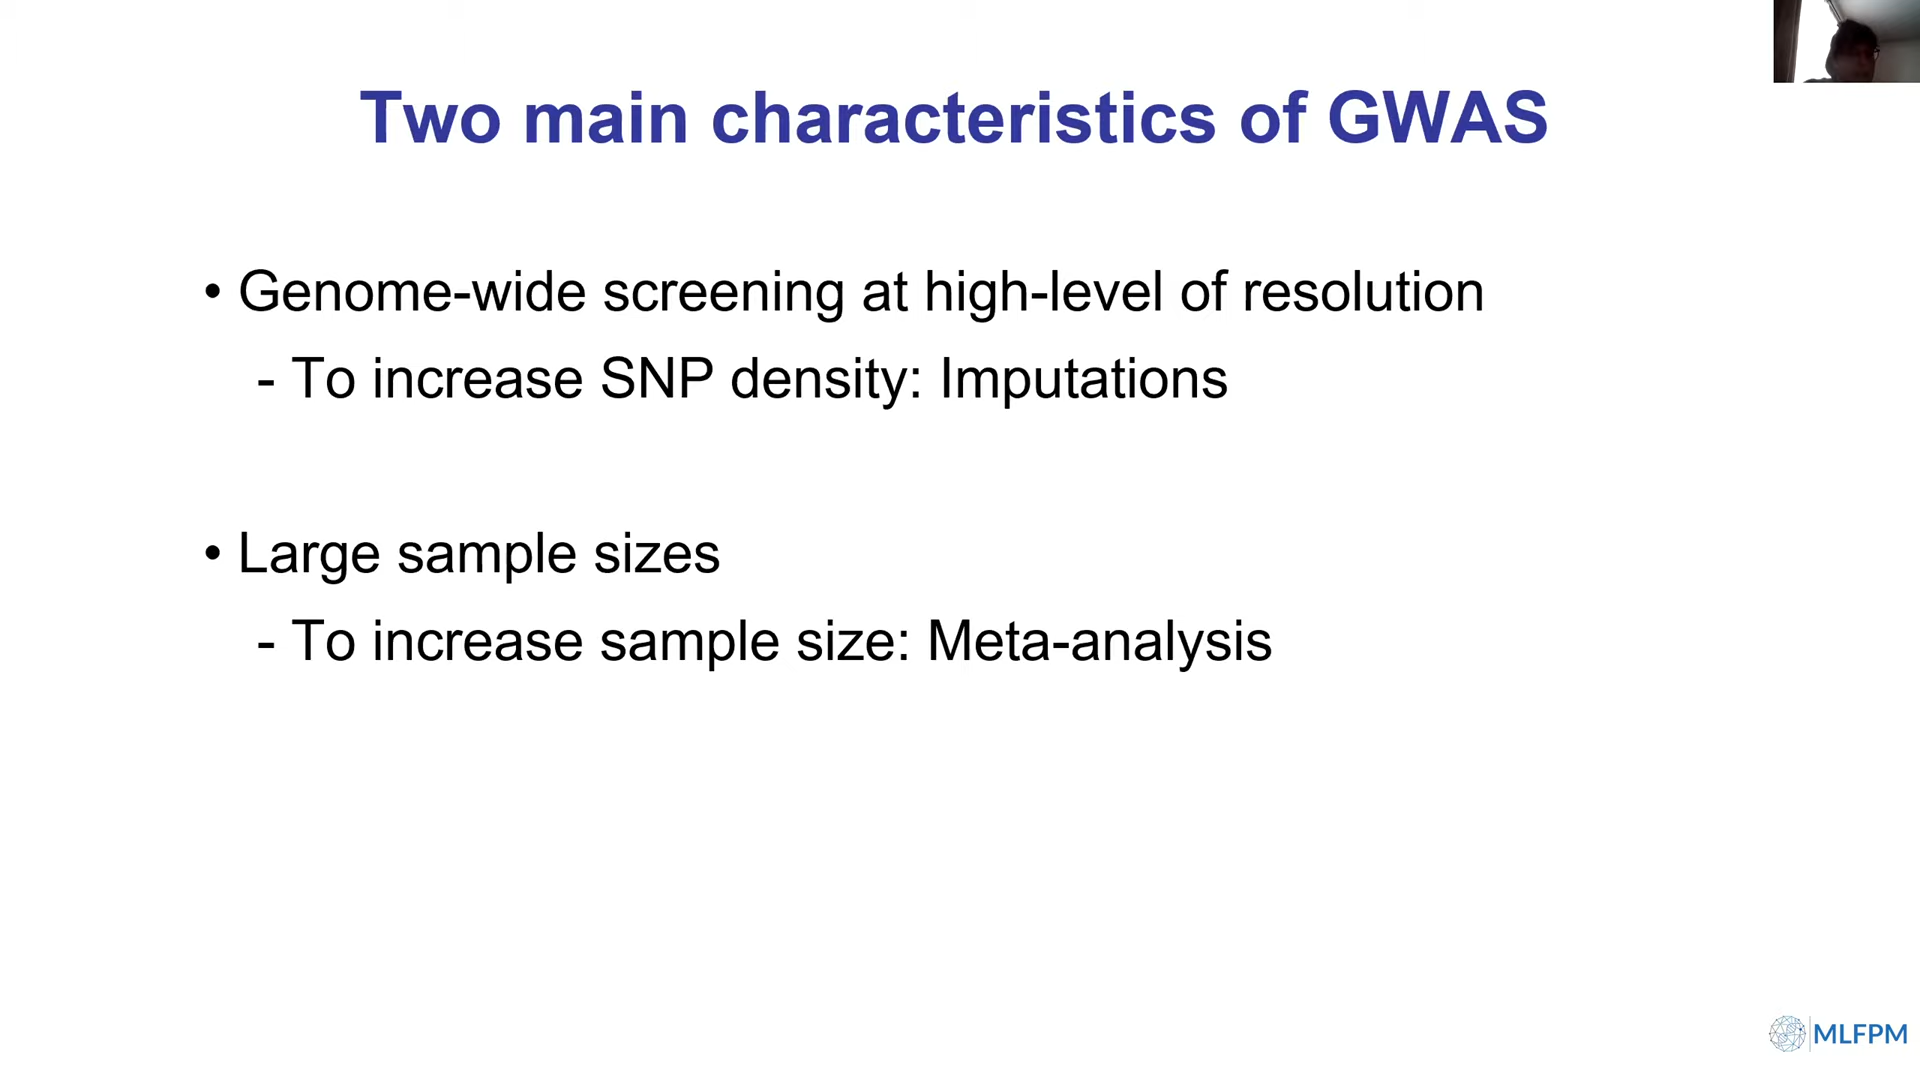 Two main characteristics of GWAS
• Genome-wide screening at high-level of resolution
- To increase SNP density: Imputations
• Large sample sizes
- To increase sample size: Meta-analysis
MLFPM